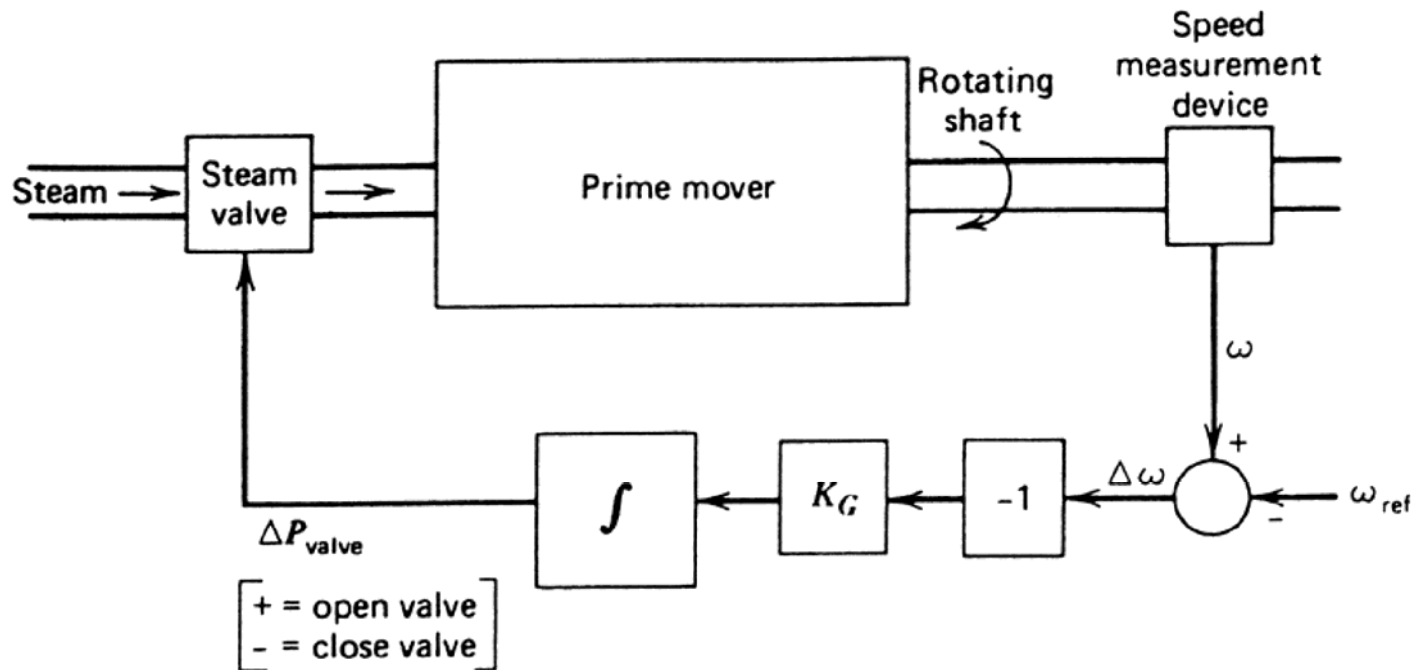 Speed
measurement
device
Rotating
shaft
Steam
Steam
valve
Prime mover
ω
+
Δω
-
ω_ref
-1
K_G
∫
ΔP_valve
+ = open valve
- = close valve